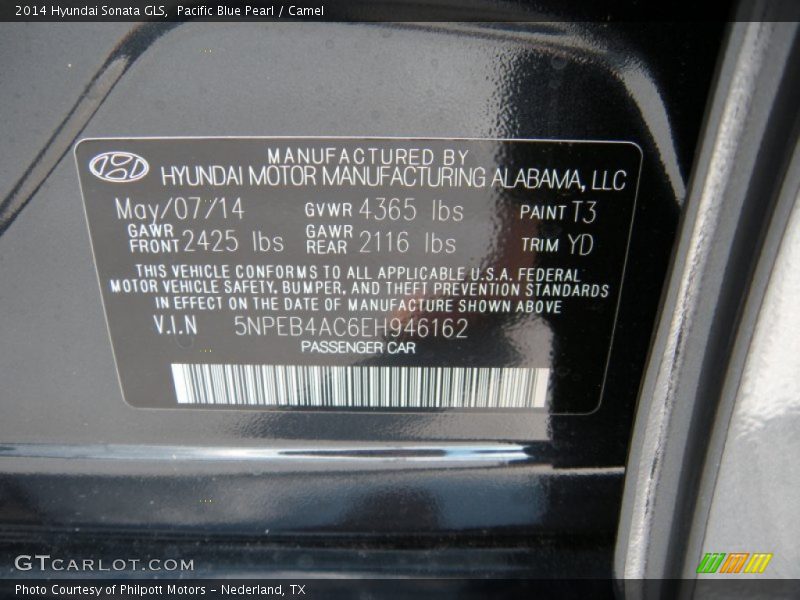 2014 Hyundai Sonata GLS,  Pacific Blue Pearl / Camel
MANUFACTURED BY
HYUNDAI MOTOR MANUFACTURING ALABAMA, LLC
May/07/14 GVWR 4365 lbs PAINT T3
GAWR FRONT 2425 lbs GAWR REAR 2116 lbs TRIM YD
THIS VEHICLE CONFORMS TO ALL APPLICABLE U.S.A. FEDERAL
MOTOR VEHICLE SAFETY, BUMPER, AND THEFT PREVENTION STANDARDS
IN EFFECT ON THE DATE OF MANUFACTURE SHOWN ABOVE
V.I.N 5NPEB4AC6EH946162
PASSENGER CAR
GTCARLOT.COM
Photo Courtesy of Philpott Motors - Nederland, TX